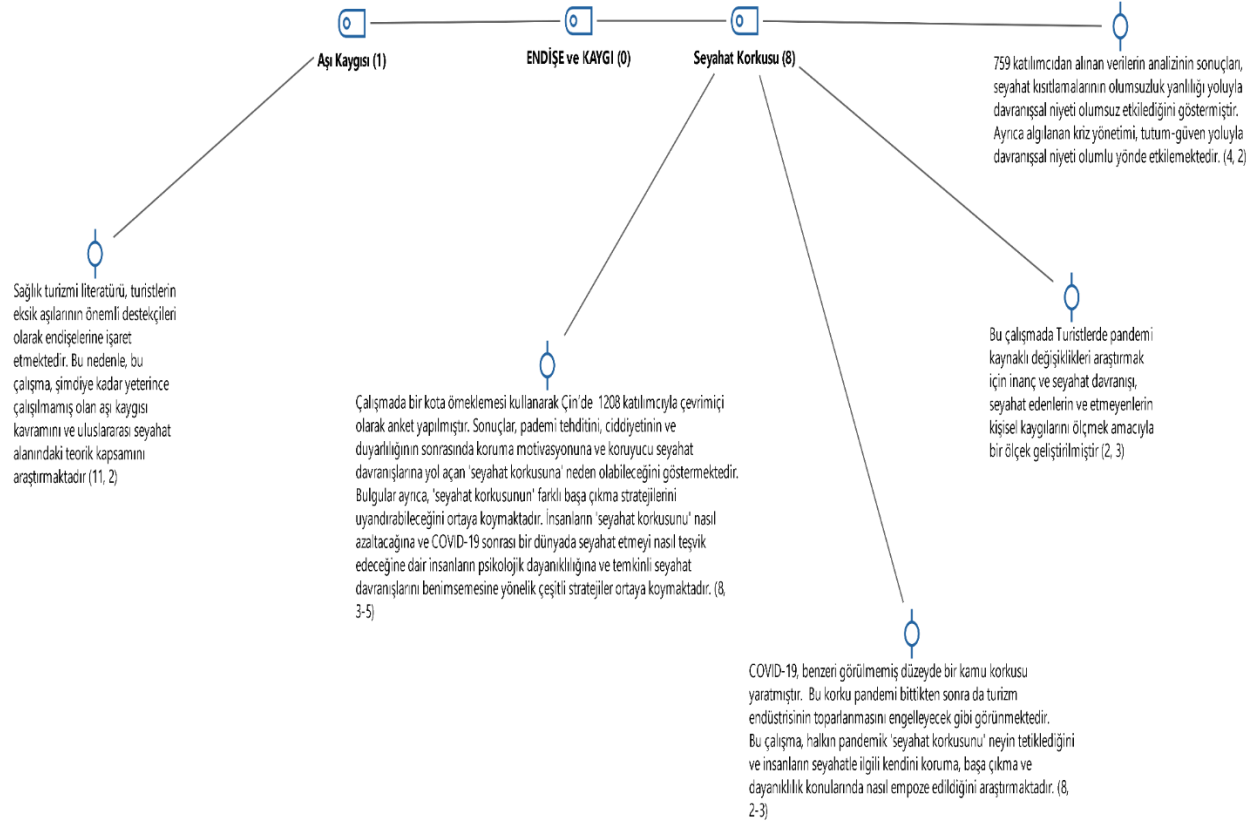 Aşı Kaygısı (1)
ENDİŞE ve KAYGI (0)
Seyahat Korkusu (8)
759 katılımcıdan alınan verilerin analizinin sonuçları,
seyahat kısıtlamalarının olumsuzluk yanlılığı yoluyla
davranışsal niyeti olumsuz etkilediğini göstermiştir.
Ayrıca algılanan kriz yönetimi, tutum-güven yoluyla
davranışsal niyeti olumlu yönde etkilemektedir. (4, 2)
Sağlık turizmi literatürü, turistlerin
eksik aşılarının önemli destekçileri
olarak endişelerine işaret
etmektedir. Bu nedenle, bu
çalışma, şimdiye kadar yeterince
çalışılmamış olan aşı kaygısı
kavramını ve uluslararası seyahat
alanındaki teorik kapsamını
araştırmaktadır (11, 2)
Çalışmada bir kota örneklemesi kullanarak Çin'de 1208 katılımcıyla çevrimiçi
olarak anket yapılmıştır. Sonuçlar, pademi tehditini, ciddiyetinin ve
duyarlılığının sonrasında koruma motivasyonuna ve koruyucu seyahat
davranışlarına yol açan 'seyahat korkusuna' neden olabileceğini göstermektedir.
Bulgular ayrıca, 'seyahat korkusunun' farklı başa çıkma stratejilerini
uyandırabileceğini ortaya koymaktadır. İnsanların 'seyahat korkusunu' nasıl
azaltacağına ve COVID-19 sonrası bir dünyada seyahat etmeyi nasıl teşvik
edeceğine dair insanların psikolojik dayanıklılığına ve temkinli seyahat
davranışlarını benimsemesine yönelik çeşitli stratejiler ortaya koymaktadır. (8,
3-5)
Bu çalışmada Turistlerde pandemi
kaynaklı değişiklikleri araştırmak
için inanç ve seyahat davranışı,
seyahat edenlerin ve etmeyenlerin
kişisel kaygılarını ölçmek amacıyla
bir ölçek geliştirilmiştir (2, 3)
COVID-19, benzeri görülmemiş düzeyde bir kamu korkusu
yaratmıştır. Bu korku pandemi bittikten sonra da turizm
endüstrisinin toparlanmasını engelleyecek gibi görünmektedir.
Bu çalışma, halkın pandemik 'seyahat korkusunu' neyin tetiklediğini
ve insanların seyahatle ilgili kendini koruma, başa çıkma ve
dayanıklılık konularında nasıl empoze edildiğini araştırmaktadır. (8,
2-3)